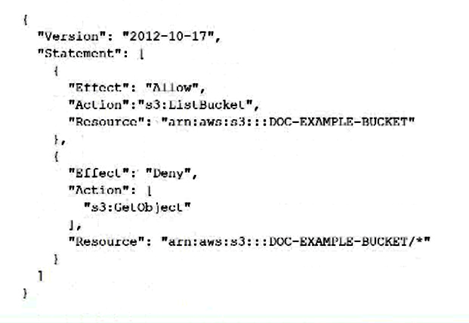 {
"Version": "2012-10-17",
"Statement": [
{
"Effect": "Allow",
"Action":"s3:ListBucket",
"Resource": "arn:aws:s3:::DOC-EXAMPLE-BUCKET"
},
{
"Effect": "Deny",
"Action": [
"s3:GetObject"
],
"Resource": "arn:aws:s3:::DOC-EXAMPLE-BUCKET/*"
}
]
}